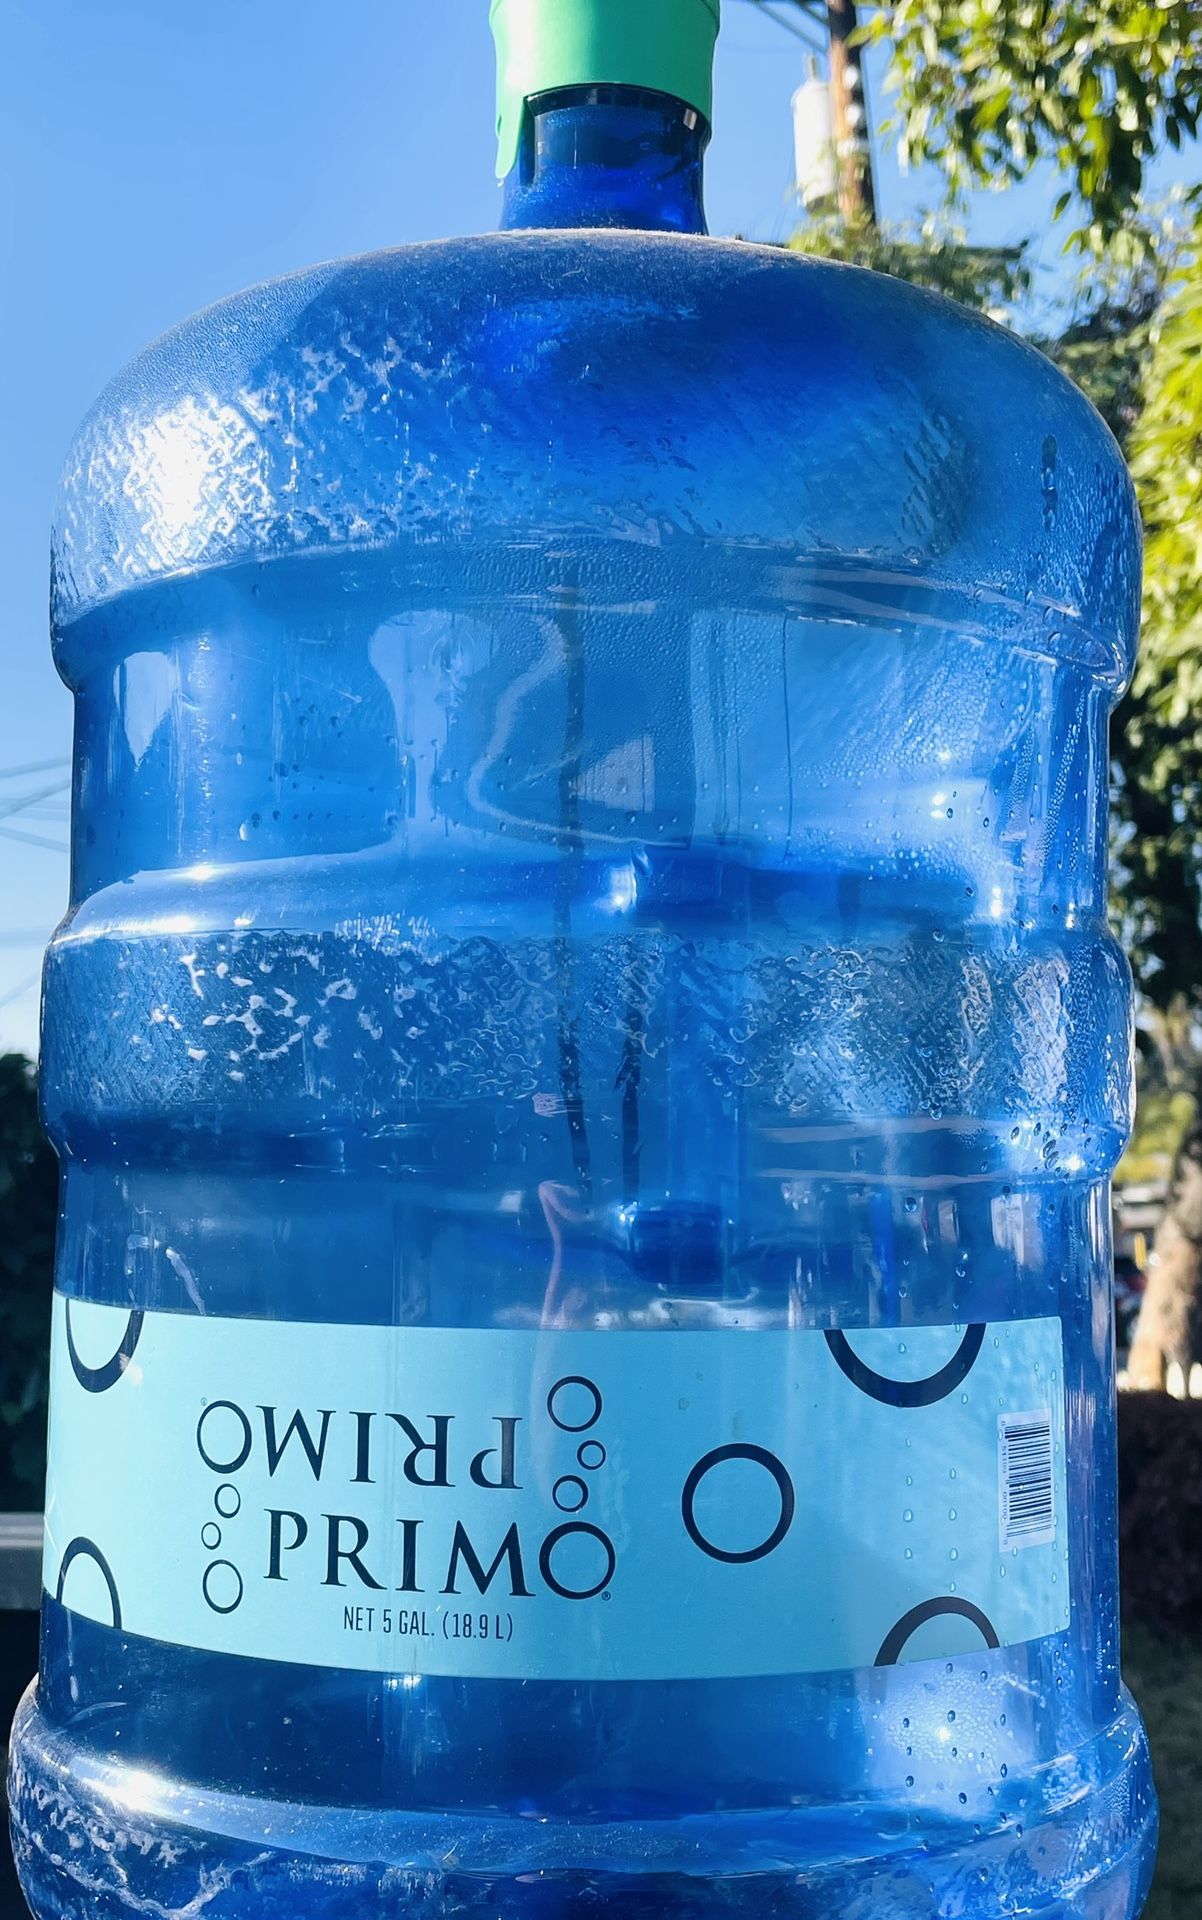 PRIMO
PRIMO®
NET 5 GAL. (18.9 L)